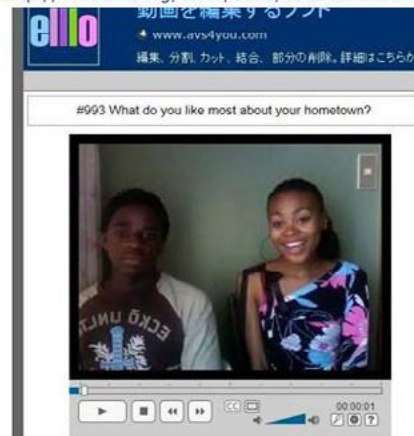 elllo
動画を編集するソフト
www.avs4you.com
編集、分割、カット、結合、部分の削除。詳細はこちらか
#993 What do you like most about your hometown?
ECKŌ UNLTD
CC
00:00:01
?